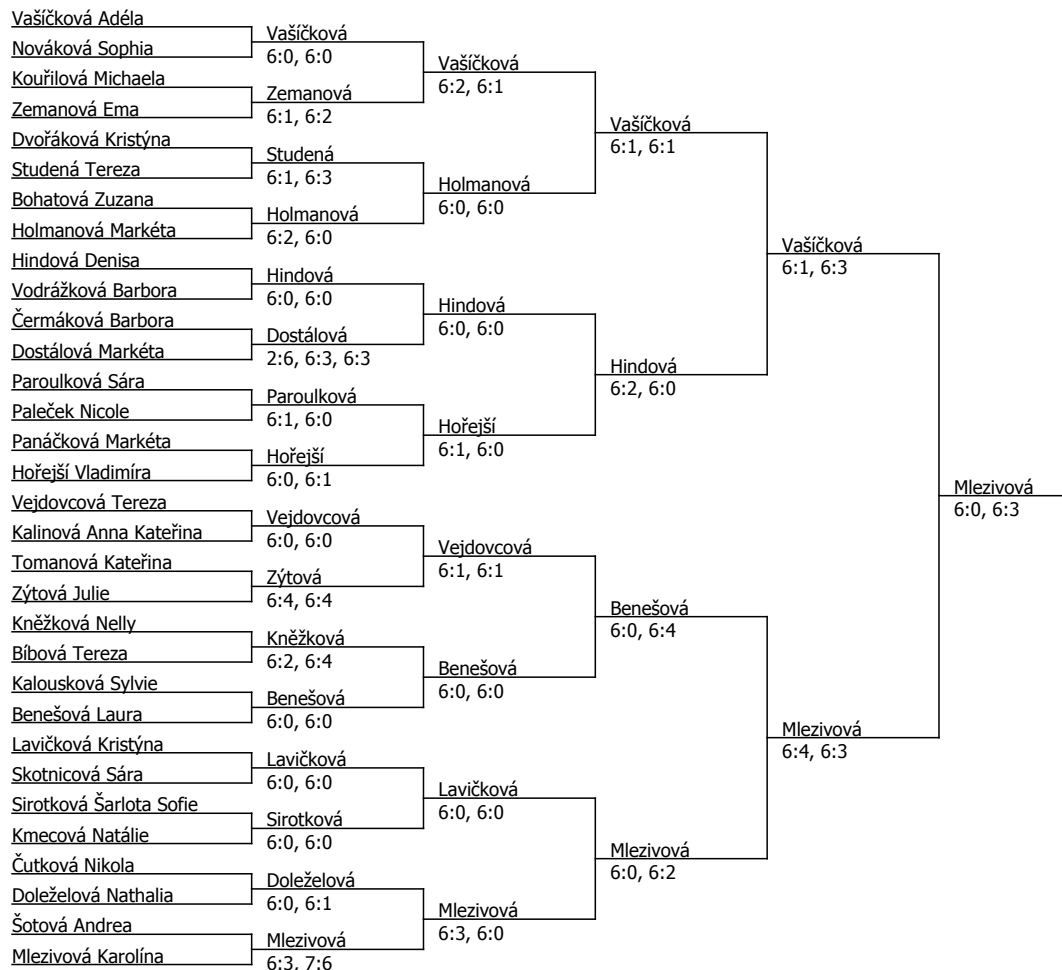 Vašíčková Adéla
Nováková Sophia
Kouřilová Michaela
Zemanová Ema
Dvořáková Kristýna
Studená Tereza
Bohatová Zuzana
Holmanová Markéta
Hindová Denisa
Vodrážková Barbora
Čermáková Barbora
Dostálová Markéta
Paroulková Sára
Paleček Nicole
Panáčková Markéta
Hořejší Vladimíra
Vejdovcová Tereza
Kalinová Anna Kateřina
Tomanová Kateřina
Zýtová Julie
Kněžková Nelly
Bíbová Tereza
Kalousková Sylvie
Benešová Laura
Lavičková Kristýna
Skotnicová Sára
Sirotková Šarlota Sofie
Kmecová Natálie
Čutková Nikola
Doleželová Nathalia
Šotová Andrea
Mlezivová Karolína
Vašíčková
6:0, 6:0
Zemanová
6:1, 6:2
Studená
6:1, 6:3
Holmanová
6:2, 6:0
Hindová
6:0, 6:0
Dostálová
2:6, 6:3, 6:3
Paroulková
6:1, 6:0
Hořejší
6:0, 6:1
Vejdovcová
6:0, 6:0
Zýtová
6:4, 6:4
Kněžková
6:2, 6:4
Benešová
6:0, 6:0
Lavičková
6:0, 6:0
Sirotková
6:0, 6:0
Doleželová
6:0, 6:1
Mlezivová
6:3, 7:6
Vašíčková
6:2, 6:1
Holmanová
6:0, 6:0
Hindová
6:0, 6:0
Hořejší
6:1, 6:0
Vejdovcová
6:1, 6:1
Benešová
6:0, 6:0
Lavičková
6:0, 6:0
Mlezivová
6:3, 6:0
Vašíčková
6:1, 6:1
Hindová
6:2, 6:0
Benešová
6:0, 6:4
Mlezivová
6:0, 6:2
Vašíčková
6:1, 6:3
Mlezivová
6:4, 6:3
Mlezivová
6:0, 6:3